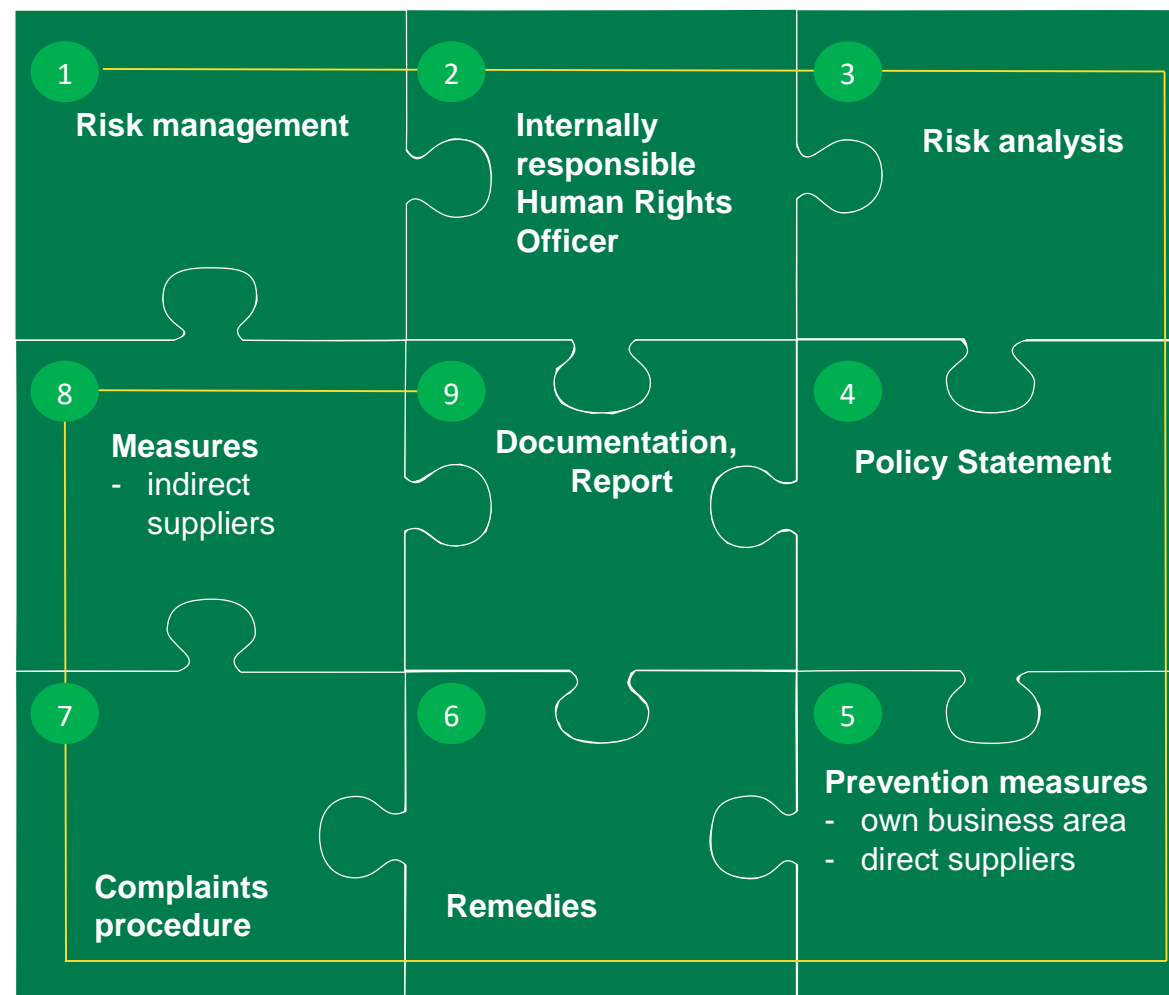 1
Risk management
2
Internally
responsible
Human Rights
Officer
3
Risk analysis
8
Measures
- indirect
suppliers
9
Documentation,
Report
4
Policy Statement
7
Complaints
procedure
6
Remedies
5
Prevention measures
- own business area
- direct suppliers